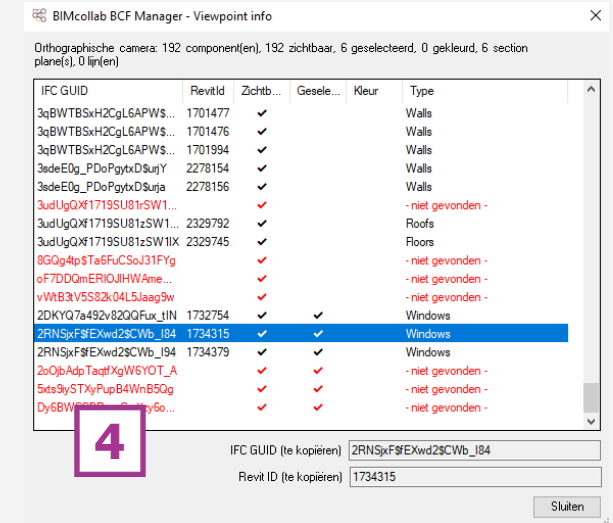 BIMcollab BCF Manager - Viewpoint info
Orthographische camera: 192 component(en), 192 zichtbaar, 6 geselecteerd, 0 gekleurd, 6 section
plane(s), 0 lijn(en)
IFC GUID RevitId Zichtb... Gesele... Kleur Type
3qBWTBSxH2CgL6APW$... 1701477 ✔ Walls
3qBWTBSxH2CgL6APW$... 1701476 ✔ Walls
3qBWTBSxH2CgL6APW$... 1701994 ✔ Walls
3sdeE0g_PDoPgytxD$urjY 2278154 ✔ Walls
3sdeE0g_PDoPgytxD$urja 2278156 ✔ Walls
3udUgQXf1719SU81rSW1... ✔ - niet gevonden -
3udUgQXf1719SU81zSW1... 2329792 ✔ Roofs
3udUgQXf1719SU81zSW1IX 2329745 ✔ Floors
8GQg4tp$Ta6FuCSoJ31FYg ✔ - niet gevonden -
oF7DDQmERIOJIHWAme... ✔ - niet gevonden -
vWtB3tV5S82k04L5Jaag9w ✔ - niet gevonden -
2DKYQ7a492v82QQFux_tIN 1732754 ✔ ✔ Windows
2RNSjxF$fEXwd2$CWb_I84 1734315 ✔ ✔ Windows
2RNSjxF$fEXwd2$CWb_I94 1734379 ✔ ✔ Windows
2oOjbAdpTaqtfXgW6YOT_A ✔ ✔ - niet gevonden -
5xts9iySTXyPupB4WnB5Qg ✔ ✔ - niet gevonden -
✔ ✔ - niet gevonden -
4
IFC GUID (te kopiëren) 2RNSjxF$fEXwd2$CWb_I84
Revit ID (te kopiëren) 1734315
Sluiten